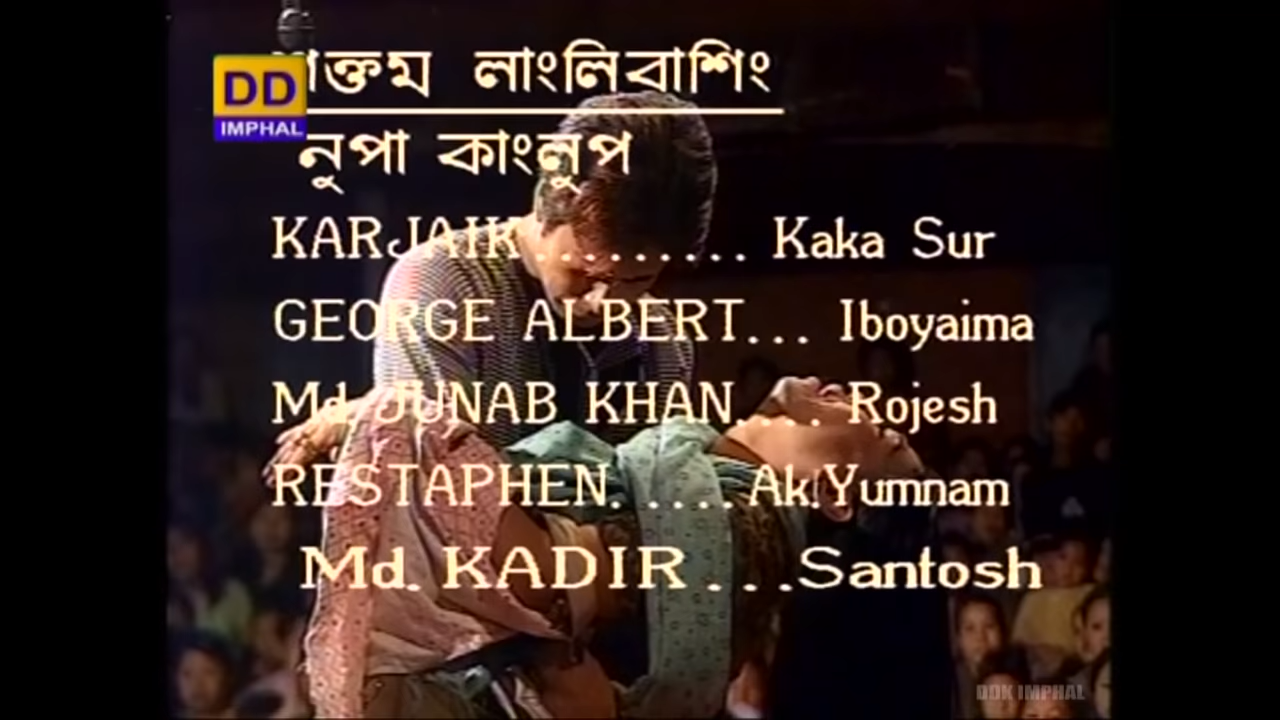 লাংলিবাশিং
DD
IMPHAL
নুপা কাংলুপ
KARJAIK......... Kaka Sur
GEORGE ALBERT... Iboyaima
Md.JUNAB KHAN.... Rojesh
RESTAPHEN..... Ak.Yumnam
Md. KADIR ...Santosh
DDK IMPHAL